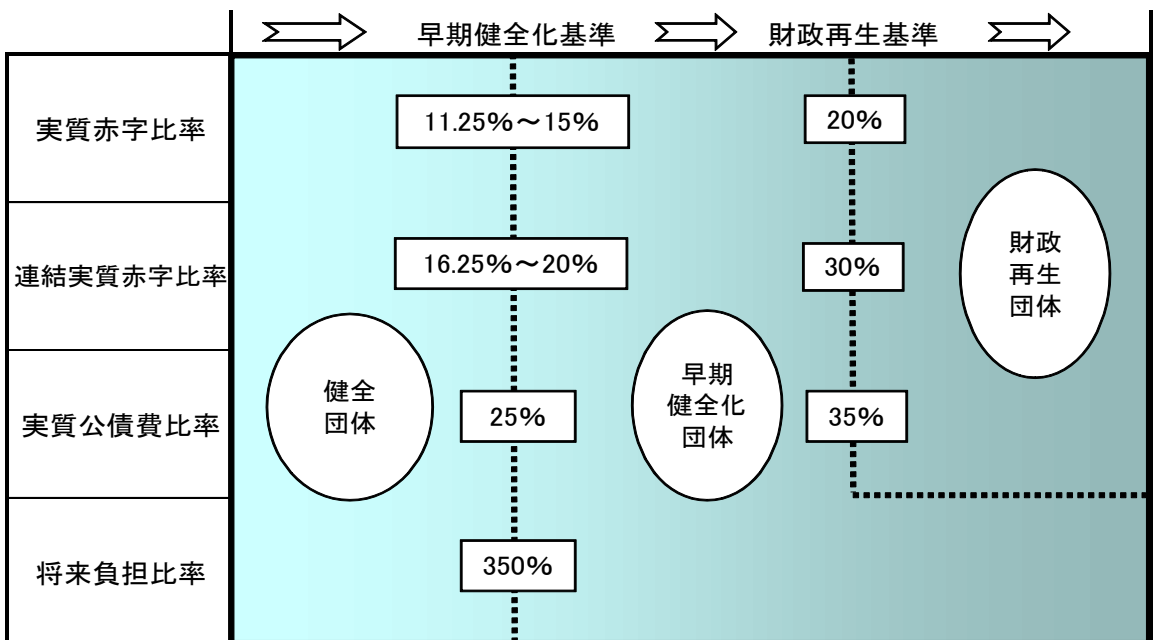 早期健全化基準 財政再生基準
実質赤字比率 11.25%～15% 20%
連結実質赤字比率 16.25%～20% 30%
財政
再生
団体
実質公債費比率 25% 35%
健全
団体
早期
健全化
団体
将来負担比率 350%